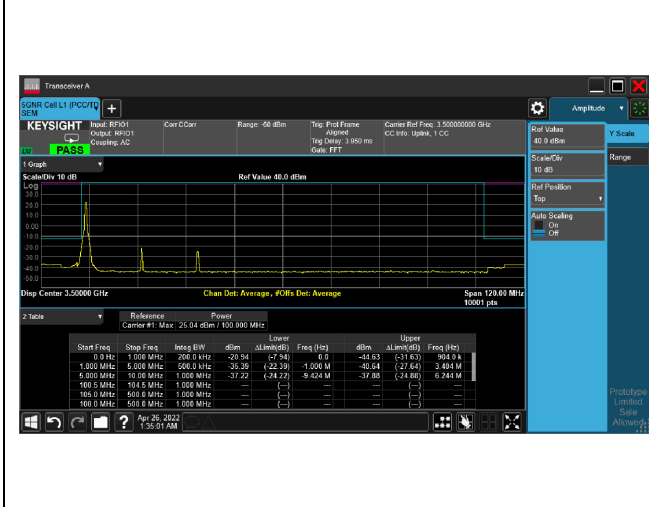 Transceiver A
5GNR Cell L1 (PCC/TD
SEM
+
Amplitude
KEYSIGHT
LXI
PASS
Input: RFIO1
Output: RFIO1
Coupling: AC
Corr CCorr
Range: -60 dBm
Trig: Prot Frame
Aligned
Trig Delay: 3.950 ms
Gate: FFT
Carrier Ref Freq: 3.500000000 GHz
CC Info: Uplink, 1 CC
Ref Value
40.0 dBm
Y Scale
Scale/Div
10 dB
Range
Ref Position
Top
Auto Scaling
On
Off
1 Graph
Scale/Div 10 dB
Ref Value 40.0 dBm
Log
30.0
20.0
10.0
0.00
-10.0
-20.0
-30.0
-40.0
-50.0
Disp Center 3.50000 GHz
Chan Det: Average, #Offs Det: Average
Span 120.00 MHz
10001 pts
2 Table
Reference Power
Carrier #1: Max 25.04 dBm / 100.000 MHz
Lower Upper
Start Freq Stop Freq Integ BW dBm ΔLimit(dB) Freq (Hz) dBm ΔLimit(dB) Freq (Hz)
0.0 Hz 1.000 MHz 200.0 kHz -20.94 (-7.94) 0.0 -44.63 (-31.63) 904.0 k
1.000 MHz 5.000 MHz 500.0 kHz -35.39 (-22.39) -1.000 M -40.64 (-27.64) 3.404 M
5.000 MHz 10.00 MHz 1.000 MHz -37.22 (-24.22) -9.424 M -37.88 (-24.88) 6.244 M
100.5 MHz 104.5 MHz 1.000 MHz --- (---) --- --- (---) ---
105.0 MHz 500.0 MHz 1.000 MHz --- (---) --- --- (---) ---
100.0 MHz 500.0 MHz 1.000 MHz --- (---) --- --- (---) ---
Prototype
Limited
Sale
Allowed
? Apr 26, 2022
1:35:01 AM